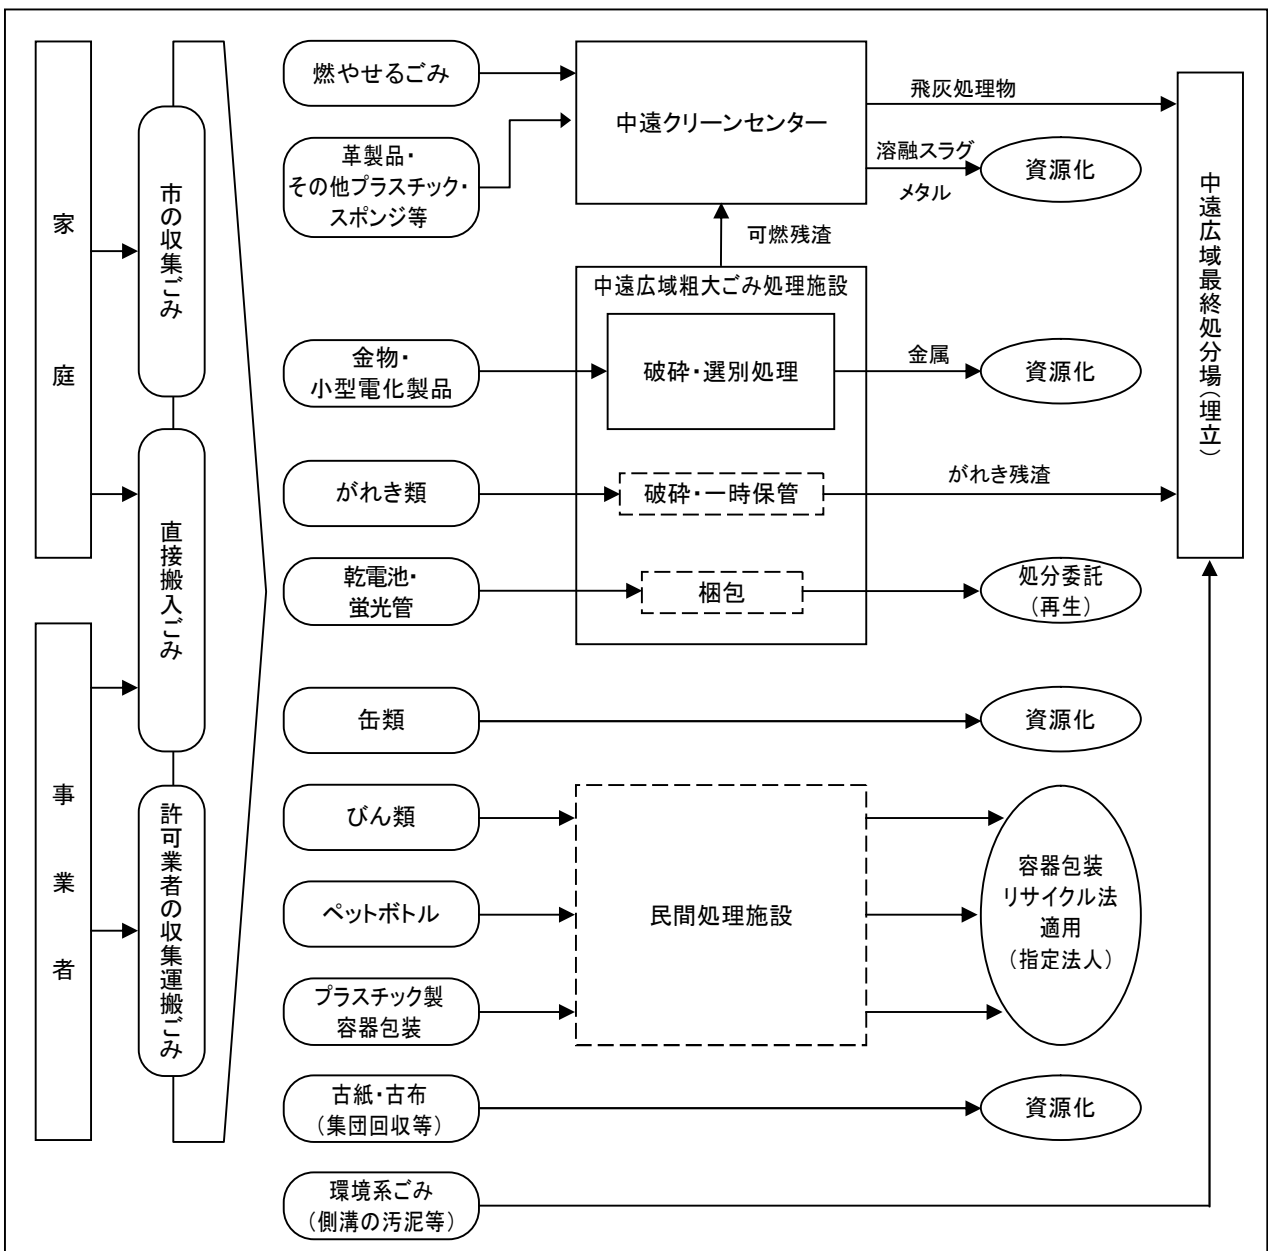 家庭
事業者
市の収集ごみ
直接搬入ごみ
許可業者の収集運搬ごみ
燃やせるごみ
革製品・
その他プラスチック・
スポンジ等
金物・
小型電化製品
がれき類
乾電池・
蛍光管
缶類
びん類
ペットボトル
プラスチック製
容器包装
古紙・古布
（集団回収等）
環境系ごみ
（側溝の汚泥等）
中遠クリーンセンター
可燃残渣
中遠広域粗大ごみ処理施設
破砕・選別処理
破砕・一時保管
梱包
民間処理施設
飛灰処理物
溶融スラグ
メタル
資源化
金属
資源化
がれき残渣
処分委託
（再生）
資源化
容器包装
リサイクル法
適用
（指定法人）
資源化
中遠広域最終処分場（埋立）